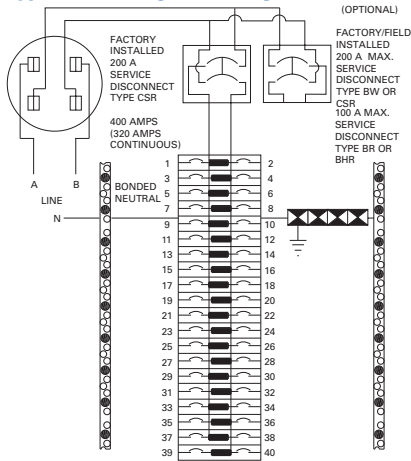 (OPTIONAL)
FACTORY
INSTALLED
200 A
SERVICE
DISCONNECT
TYPE CSR
400 AMPS
(320 AMPS
CONTINUOUS)
FACTORY/FIELD
INSTALLED
200 A MAX.
SERVICE
DISCONNECT
TYPE BW OR
CSR
100 A MAX.
SERVICE
DISCONNECT
TYPE BR OR
BHR
A B
LINE
N
BONDED
NEUTRAL
1 2
3 4
5 6
7 8
9 10
11 12
13 14
15 16
17 18
19 20
21 22
23 24
25 26
27 28
29 30
31 32
33 34
35 36
37 38
39 40